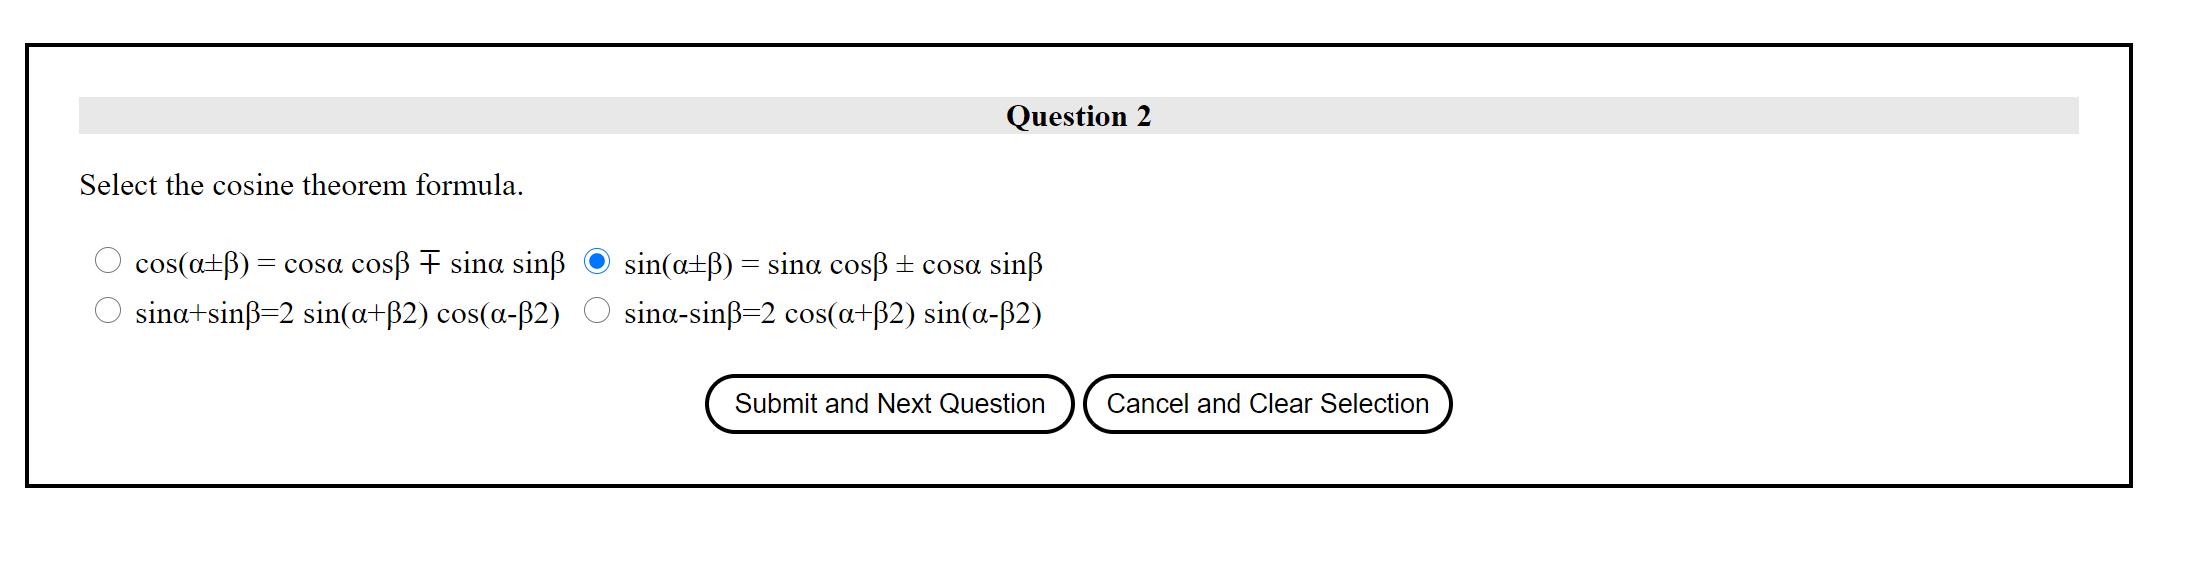 Question 2
Select the cosine theorem formula.
cos(α±β) = cosα cosβ ∓ sinα sinβ sin(α±β) = sinα cosβ ± cosα sinβ
sinα+sinβ=2 sin(α+β2) cos(α-β2) sinα-sinβ=2 cos(α+β2) sin(α-β2)
Submit and Next Question Cancel and Clear Selection